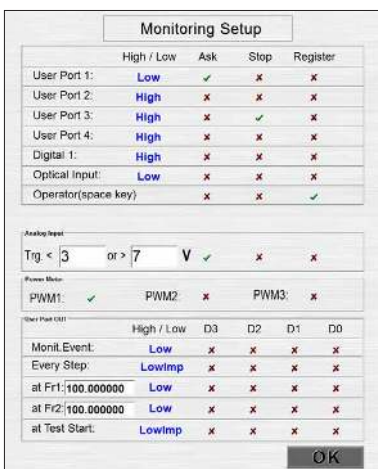 Monitoring Setup
High / Low Ask Stop Register
User Port 1: Low ✓ ✗ ✗
User Port 2: High ✗ ✗ ✗
User Port 3: High ✗ ✓ ✗
User Port 4: High ✗ ✗ ✗
Digital 1: High ✗ ✗ ✗
Optical Input: Low ✗ ✗ ✗
Operator(space key) ✗ ✗ ✓
Analog Input
Trg. < 3 or > 7 V ✓ ✗ ✗
Power Meter
PWM1: ✓ PWM2: ✗ PWM3: ✗
User Port OUT
High / Low D3 D2 D1 D0
Monit.Event: Low ✗ ✗ ✗ ✗
Every Step: LowImp ✗ ✗ ✗ ✗
at Fr1: 100.000000 Low ✗ ✗ ✗ ✗
at Fr2: 100.000000 Low ✗ ✗ ✗ ✗
at Test Start: LowImp ✗ ✗ ✗ ✗
OK